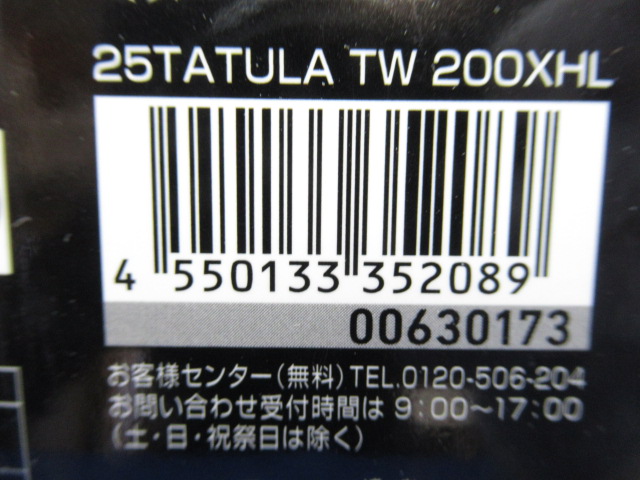 25TATULA TW 200XHL
4 550133 352089
00630173
お客様センター(無料)TEL.0120-506-204
お問い合わせ受付時間は 9:00～17:00
(土・日・祝祭日は除く)